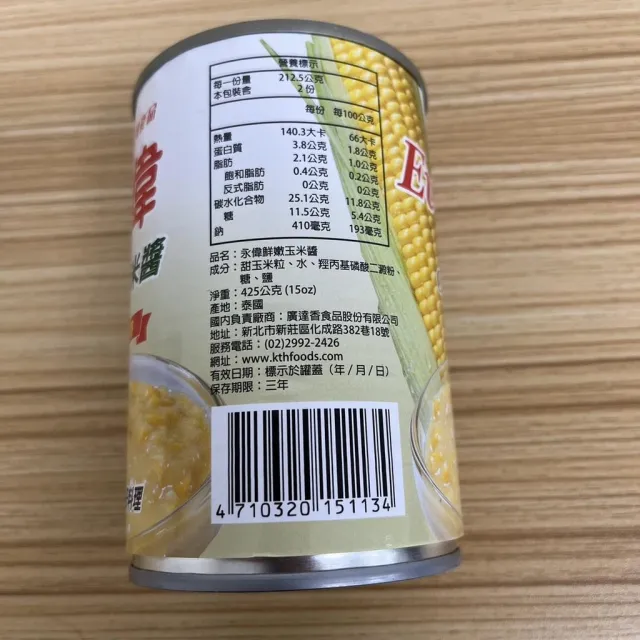 營養標示
每一份量 212.5公克
本包裝含 2 份
每份 每100公克
熱量 140.3大卡 66大卡
蛋白質 3.8公克 1.8公克
脂肪 2.1公克 1.0公克
飽和脂肪 0.4公克 0.2公克
反式脂肪 0公克 0公克
碳水化合物 25.1公克 11.8公克
糖 11.5公克 5.4公克
鈉 410毫克 193毫克
品名：永偉鮮嫩玉米醬
成分：甜玉米粒、水、羥丙基磷酸二澱粉、
糖、鹽
淨重：425公克 (15oz)
產地：泰國
國內負責廠商：廣達香食品股份有限公司
地址：新北市新莊區化成路382巷18號
服務電話：(02)2992-2426
網址：www.kthfoods.com
有效日期：標示於罐蓋（年/月/日）
保存期限：三年
4 710320 151134
偉
米醬
E